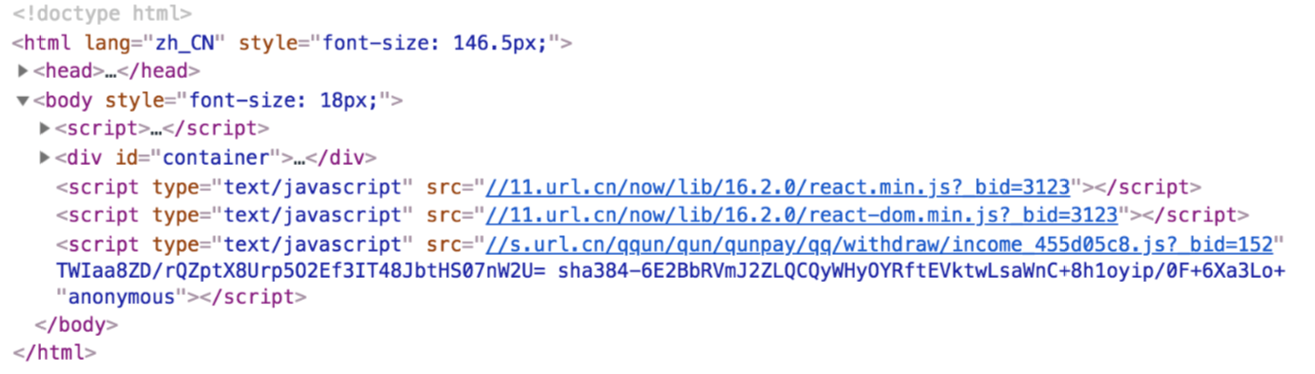 <!doctype html>
<html lang="zh_CN" style="font-size: 146.5px;">
<head>…</head>
<body style="font-size: 18px;">
<script>…</script>
<div id="container">…</div>
<script type="text/javascript" src="//11.url.cn/now/lib/16.2.0/react.min.js?_bid=3123"></script>
<script type="text/javascript" src="//11.url.cn/now/lib/16.2.0/react-dom.min.js?_bid=3123"></script>
<script type="text/javascript" src="//s.url.cn/qqun/qun/qunpay/qq/withdraw/income_455d05c8.js?_bid=152"
TWIaa8ZD/rQZptX8Urp5O2Ef3IT48JbtHS07nW2U= sha384-6E2BbRVmJ2ZLQCQyWHyOYRftEVktwLsaWnC+8h1oyip/0F+6Xa3Lo+
"anonymous"></script>
</body>
</html>